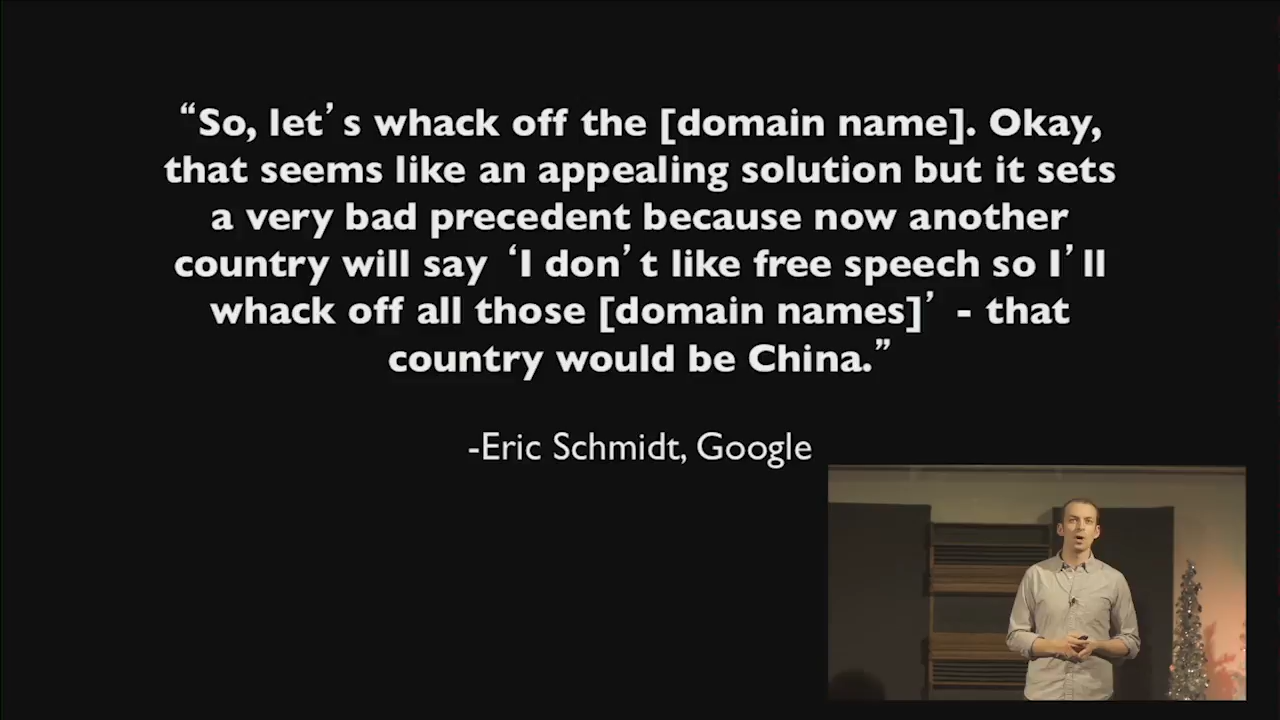 “So, let’s whack off the [domain name]. Okay,
that seems like an appealing solution but it sets
a very bad precedent because now another
country will say ‘I don’t like free speech so I’ll
whack off all those [domain names]’ - that
country would be China.”
-Eric Schmidt, Google